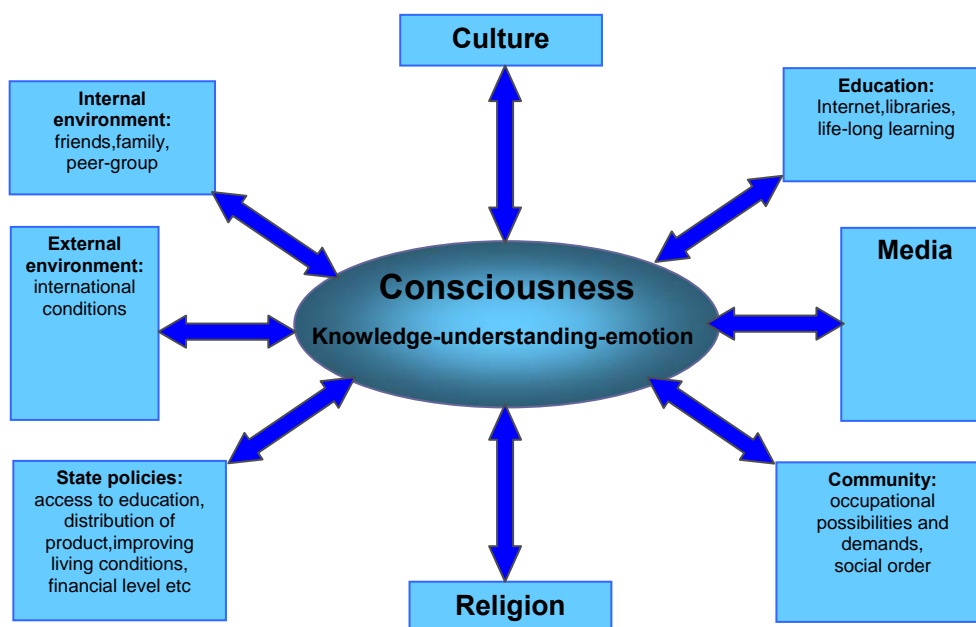 Culture
Internal
environment:
friends,family,
peer-group
Education:
Internet,libraries,
life-long learning
External
environment:
international
conditions
Media
Consciousness
Knowledge-understanding-emotion
State policies:
access to education,
distribution of
product,improving
living conditions,
financial level etc
Religion
Community:
occupational
possibilities and
demands,
social order